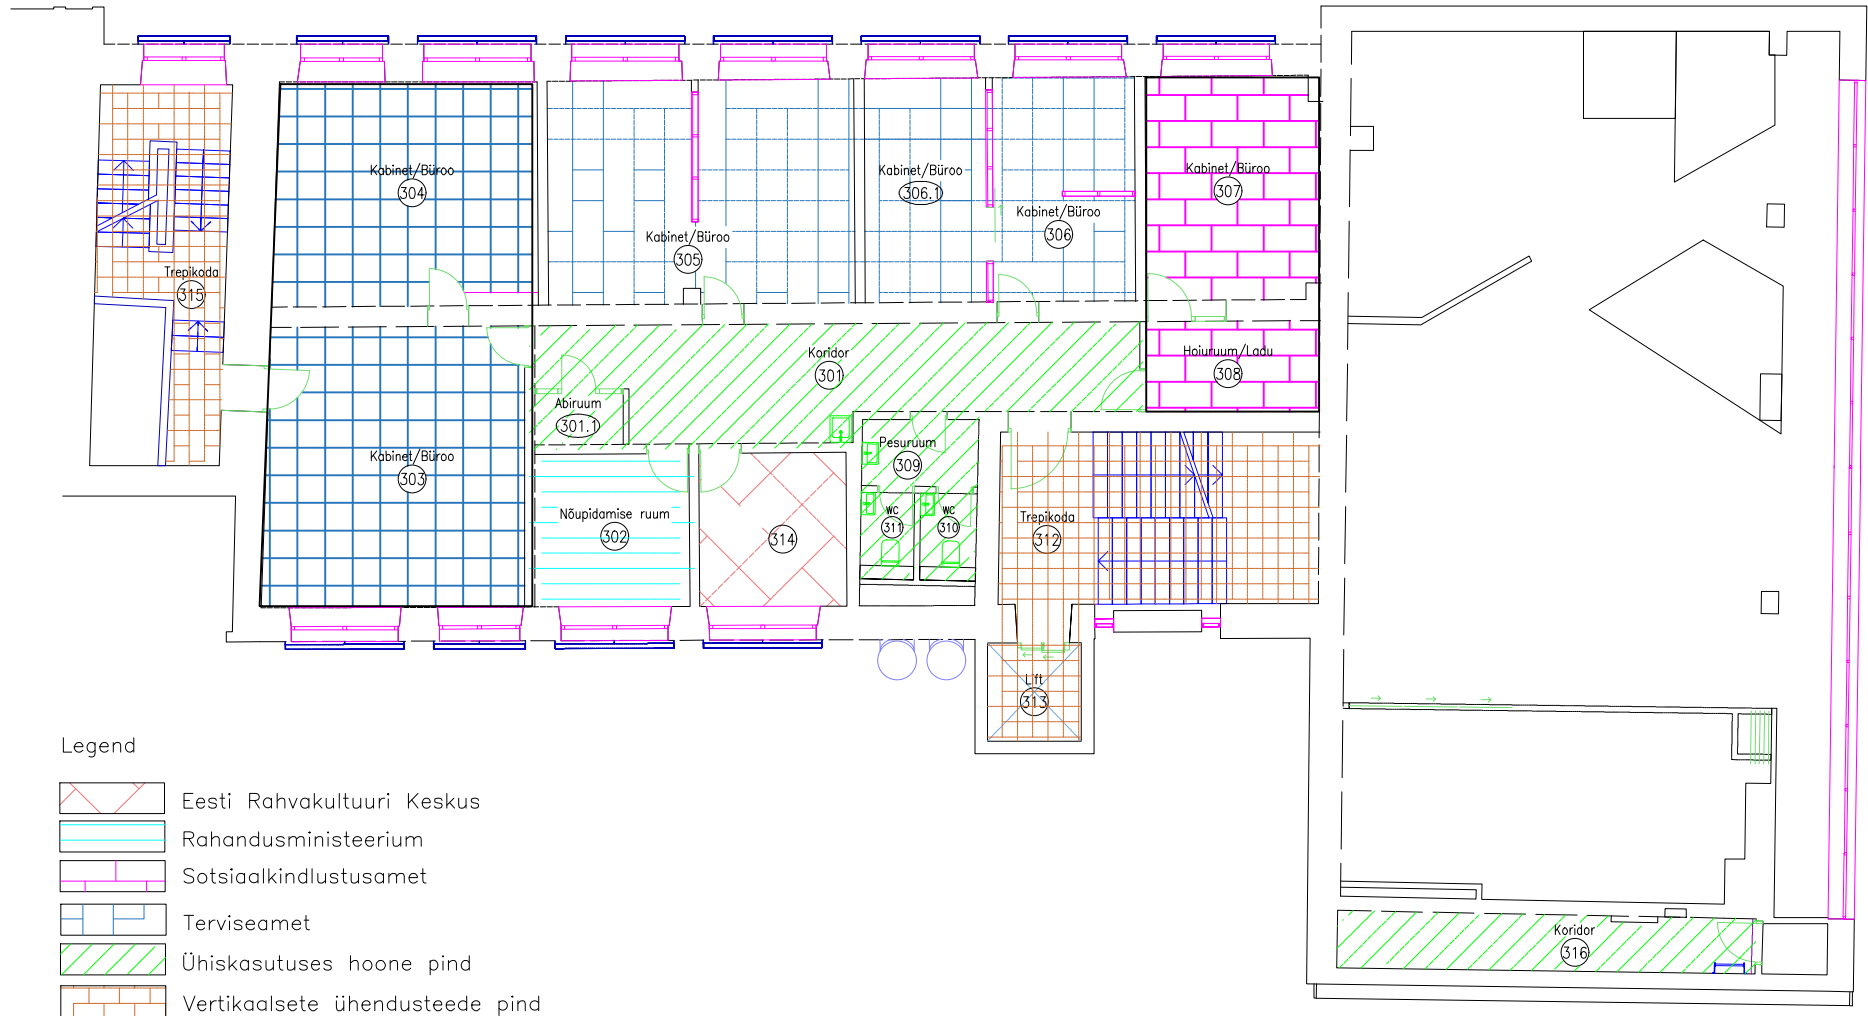 Kabinet/Büroo
304
Kabinet/Büroo
305
Kabinet/Büroo
306.1
Kabinet/Büroo
306
Kabinet/Büroo
307
Trepikoda
315
Koridor
301
Hoiuruum/Ladu
308
Abiruum
301.1
Kabinet/Büroo
303
Pesuruum
309
Nõupidamise ruum
302
314
WC
311
WC
310
Trepikoda
312
Lift
313
Koridor
316
Legend
Eesti Rahvakultuuri Keskus
Rahandusministeerium
Sotsiaalkindlustusamet
Terviseamet
Ühiskasutuses hoone pind
Vertikaalsete ühendusteede pind